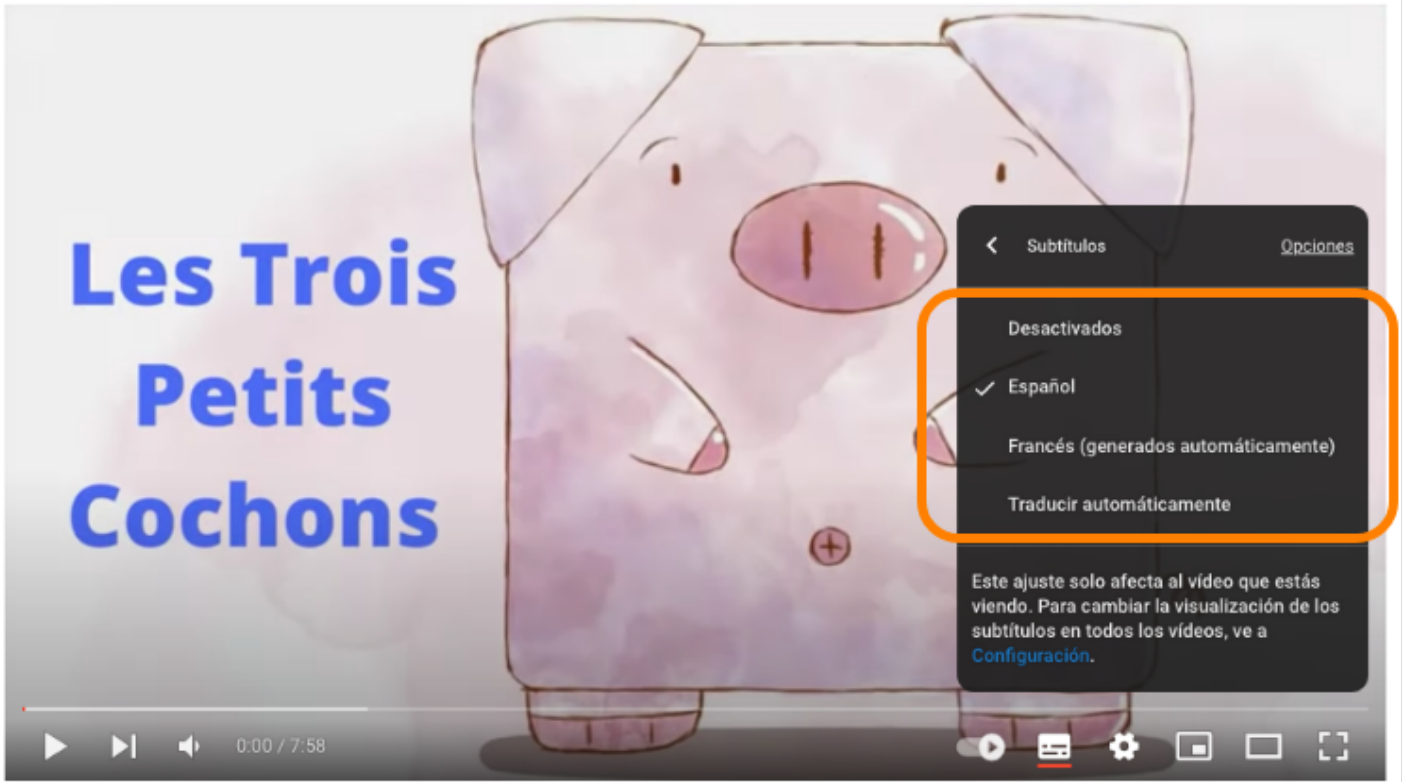 Les Trois
Petits
Cochons
Subtítulos
Opciones
Desactivados
Español
Francés (generados automáticamente)
Traducir automáticamente
Este ajuste solo afecta al vídeo que estás
viendo. Para cambiar la visualización de los
subtítulos en todos los vídeos, ve a
Configuración.
0:00 / 7:58